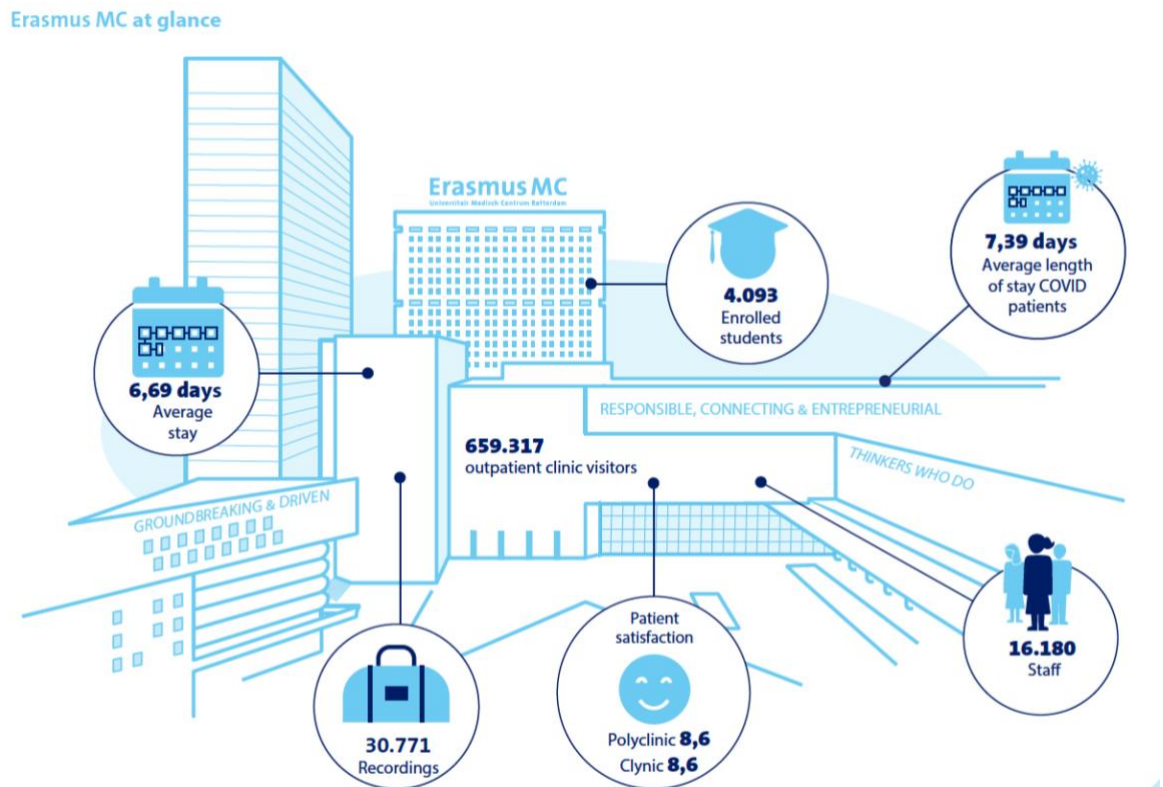 Erasmus MC at glance
Erasmus MC
Universitair Medisch Centrum Rotterdam
4.093
Enrolled
students
7,39 days
Average length
of stay COVID
patients
6,69 days
Average
stay
RESPONSIBLE, CONNECTING & ENTREPRENEURIAL
659.317
outpatient clinic visitors
THINKERS WHO DO
GROUNDBREAKING & DRIVEN
30.771
Recordings
Patient
satisfaction
Polyclinic 8,6
Clynic 8,6
16.180
Staff